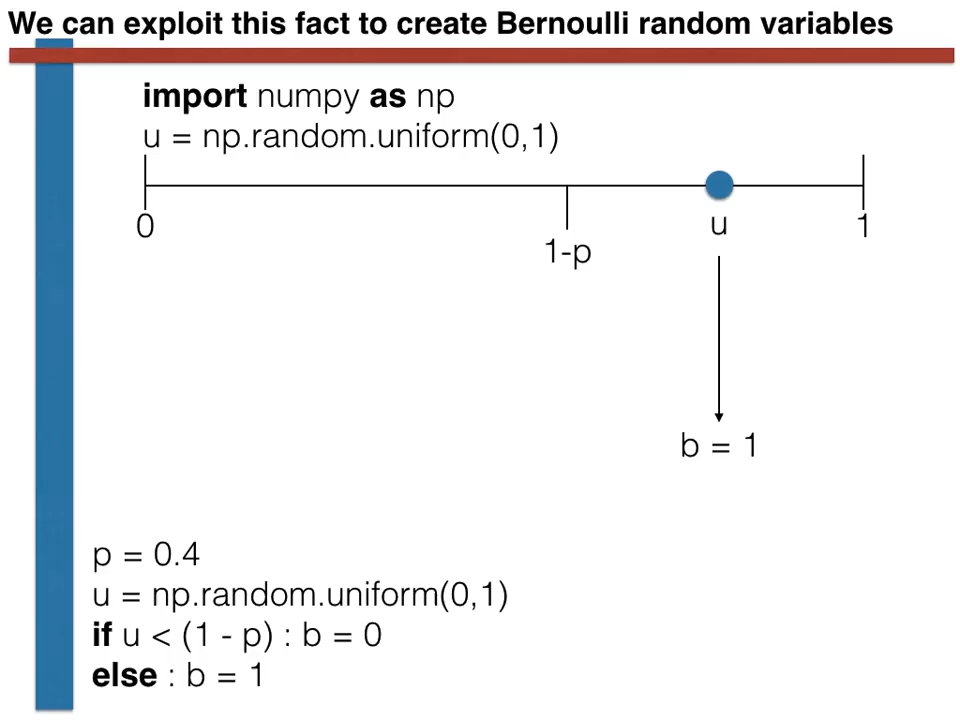 We can exploit this fact to create Bernoulli random variables
import numpy as np
u = np.random.uniform(0,1)
0
1-p
u
1
b = 1
p = 0.4
u = np.random.uniform(0,1)
if u < (1 - p) : b = 0
else : b = 1